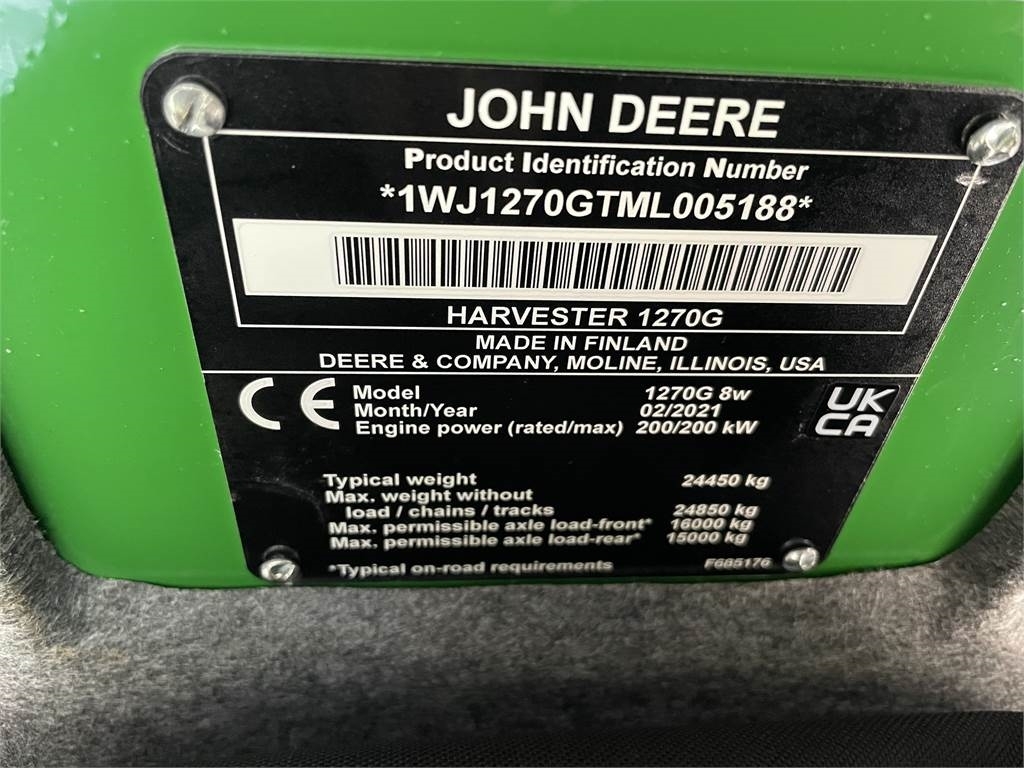 JOHN DEERE
Product Identification Number
*1WJ1270GTML005188*
HARVESTER 1270G
MADE IN FINLAND
DEERE & COMPANY, MOLINE, ILLINOIS, USA
CE Model 1270G 8w UK
Month/Year 02/2021 CA
Engine power (rated/max) 200/200 kW
Typical weight 24450 kg
Max. weight without
load / chains / tracks 24850 kg
Max. permissible axle load-front* 16000 kg
Max. permissible axle load-rear* 15000 kg
*Typical on-road requirements F685176